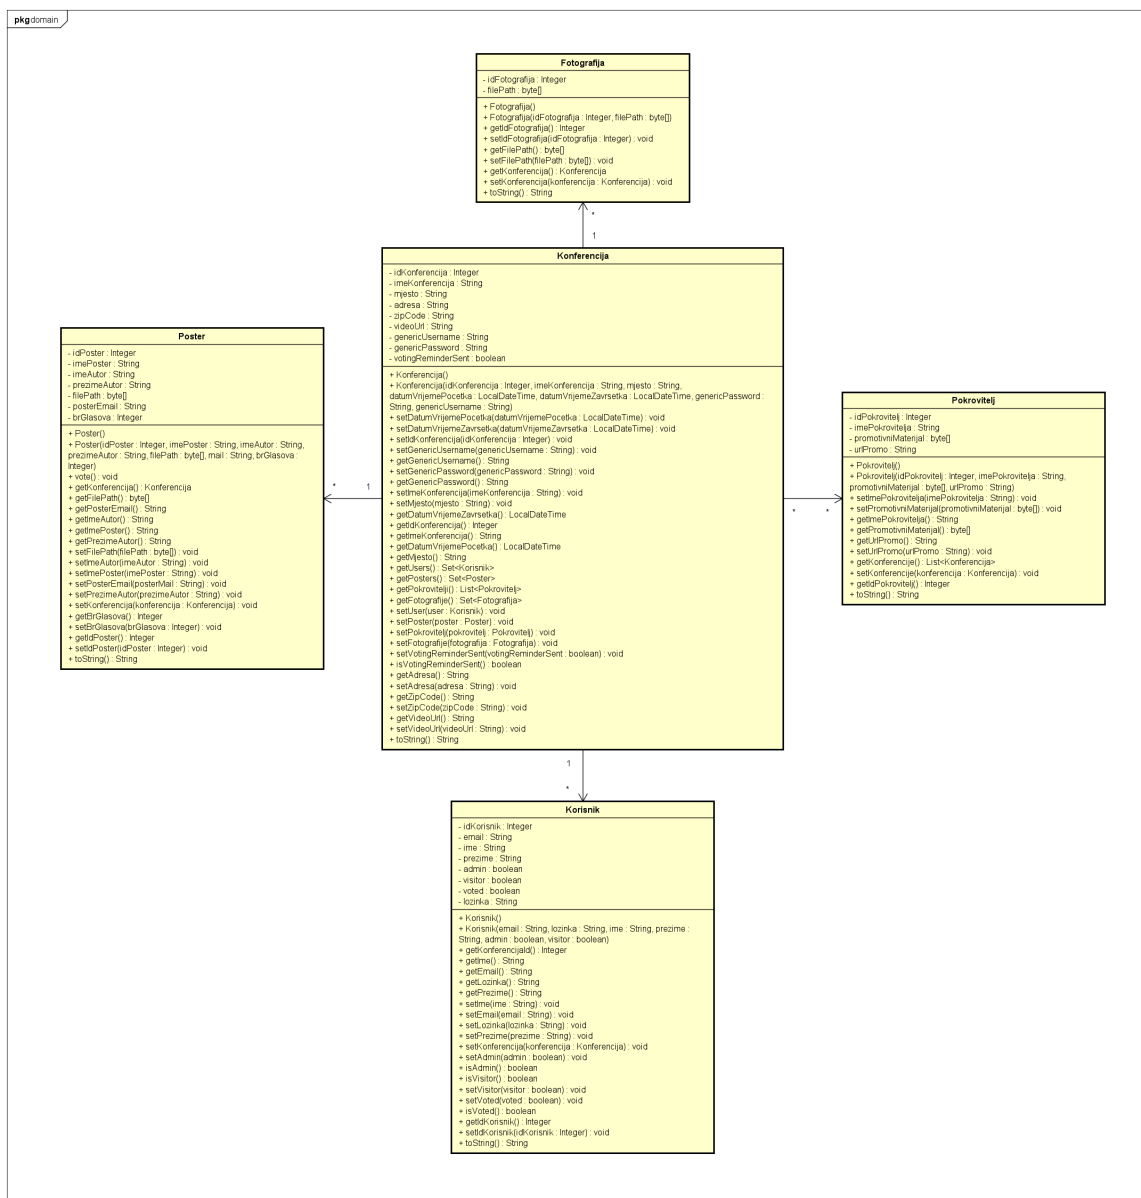 pkg domain
Fotografija
- idFotografija : Integer
- filePath : byte[]
+ Fotografija()
+ Fotografija(idFotografija : Integer, filePath : byte[])
+ getIdFotografija() : Integer
+ setIdFotografija(idFotografija : Integer) : void
+ getFilePath() : byte[]
+ setFilePath(filePath : byte[]) : void
+ getKonferencija() : Konferencija
+ setKonferencija(konferencija : Konferencija) : void
+ toString() : String
*
1
Konferencija
- idKonferencija : Integer
- imeKonferencija : String
- mjesto : String
- adresa : String
- zipCode : String
- videoUrl : String
- genericUsername : String
- genericPassword : String
- votingReminderSent : boolean
+ Konferencija()
+ Konferencija(idKonferencija : Integer, imeKonferencija : String, mjesto : String,
datumVrijemePocetka : LocalDateTime, datumVrijemeZavrsetka : LocalDateTime, genericPassword :
String, genericUsername : String)
+ setDatumVrijemePocetka(datumVrijemePocetka : LocalDateTime) : void
+ setDatumVrijemeZavrsetka(datumVrijemeZavrsetka : LocalDateTime) : void
+ setIdKonferencija(idKonferencija : Integer) : void
+ setGenericUsername(genericUsername : String) : void
+ getGenericUsername() : String
+ setGenericPassword(genericPassword : String) : void
+ getGenericPassword() : String
+ setImeKonferencija(imeKonferencija : String) : void
+ setMjesto(mjesto : String) : void
+ getDatumVrijemeZavrsetka() : LocalDateTime
+ getIdKonferencija() : Integer
+ getImeKonferencija() : String
+ getDatumVrijemePocetka() : LocalDateTime
+ getMjesto() : String
+ getUsers() : Set<Korisnik>
+ getPosters() : Set<Poster>
+ getPokrovitelji() : List<Pokrovitelj>
+ getFotografije() : Set<Fotografija>
+ setUser(user : Korisnik) : void
+ setPoster(poster : Poster) : void
+ setPokrovitelj(pokrovitelj : Pokrovitelj) : void
+ setFotografije(fotografija : Fotografija) : void
+ setVotingReminderSent(votingReminderSent : boolean) : void
+ isVotingReminderSent() : boolean
+ getAdresa() : String
+ setAdresa(adresa : String) : void
+ getZipCode() : String
+ setZipCode(zipCode : String) : void
+ getVideoUrl() : String
+ setVideoUrl(videoUrl : String) : void
+ toString() : String
Poster
- idPoster : Integer
- imePoster : String
- imeAutor : String
- prezimeAutor : String
- filePath : byte[]
- posterEmail : String
- brGlasova : Integer
+ Poster()
+ Poster(idPoster : Integer, imePoster : String, imeAutor : String,
prezimeAutor : String, filePath : byte[], mail : String, brGlasova :
Integer)
+ vote() : void
+ getKonferencija() : Konferencija
+ getFilePath() : byte[]
+ getPosterEmail() : String
+ getImeAutor() : String
+ getImePoster() : String
+ getPrezimeAutor() : String
+ setFilePath(filePath : byte[]) : void
+ setImeAutor(imeAutor : String) : void
+ setImePoster(imePoster : String) : void
+ setPosterEmail(posterMail : String) : void
+ setPrezimeAutor(prezimeAutor : String) : void
+ setKonferencija(konferencija : Konferencija) : void
+ getBrGlasova() : Integer
+ setBrGlasova(brGlasova : Integer) : void
+ getIdPoster() : Integer
+ setIdPoster(idPoster : Integer) : void
+ toString() : String
* 1
Pokrovitelj
- idPokrovitelj : Integer
- imePokrovitelja : String
- promotivniMaterijal : byte[]
- urlPromo : String
+ Pokrovitelj()
+ Pokrovitelj(idPokrovitelj : Integer, imePokrovitelja : String,
promotivniMaterijal : byte[], urlPromo : String)
+ setImePokrovitelja(imePokrovitelja : String) : void
+ setPromotivniMaterijal(promotivniMaterijal : byte[]) : void
+ getImePokrovitelja() : String
+ getPromotivniMaterijal() : byte[]
+ getUrlPromo() : String
+ setUrlPromo(urlPromo : String) : void
+ getKonferencije() : List<Konferencija>
+ setKonferencije(konferencija : Konferencija) : void
+ getIdPokrovitelj() : Integer
+ toString() : String
* *
1
*
Korisnik
- idKorisnik : Integer
- email : String
- ime : String
- prezime : String
- admin : boolean
- visitor : boolean
- voted : boolean
- lozinka : String
+ Korisnik()
+ Korisnik(email : String, lozinka : String, ime : String, prezime :
String, admin : boolean, visitor : boolean)
+ getKonferencijaId() : Integer
+ getIme() : String
+ getEmail() : String
+ getLozinka() : String
+ getPrezime() : String
+ setIme(ime : String) : void
+ setEmail(email : String) : void
+ setLozinka(lozinka : String) : void
+ setPrezime(prezime : String) : void
+ setKonferencija(konferencija : Konferencija) : void
+ setAdmin(admin : boolean) : void
+ isAdmin() : boolean
+ isVisitor() : boolean
+ setVisitor(visitor : boolean) : void
+ setVoted(voted : boolean) : void
+ isVoted() : boolean
+ getIdKorisnik() : Integer
+ setIdKorisnik(idKorisnik : Integer) : void
+ toString() : String